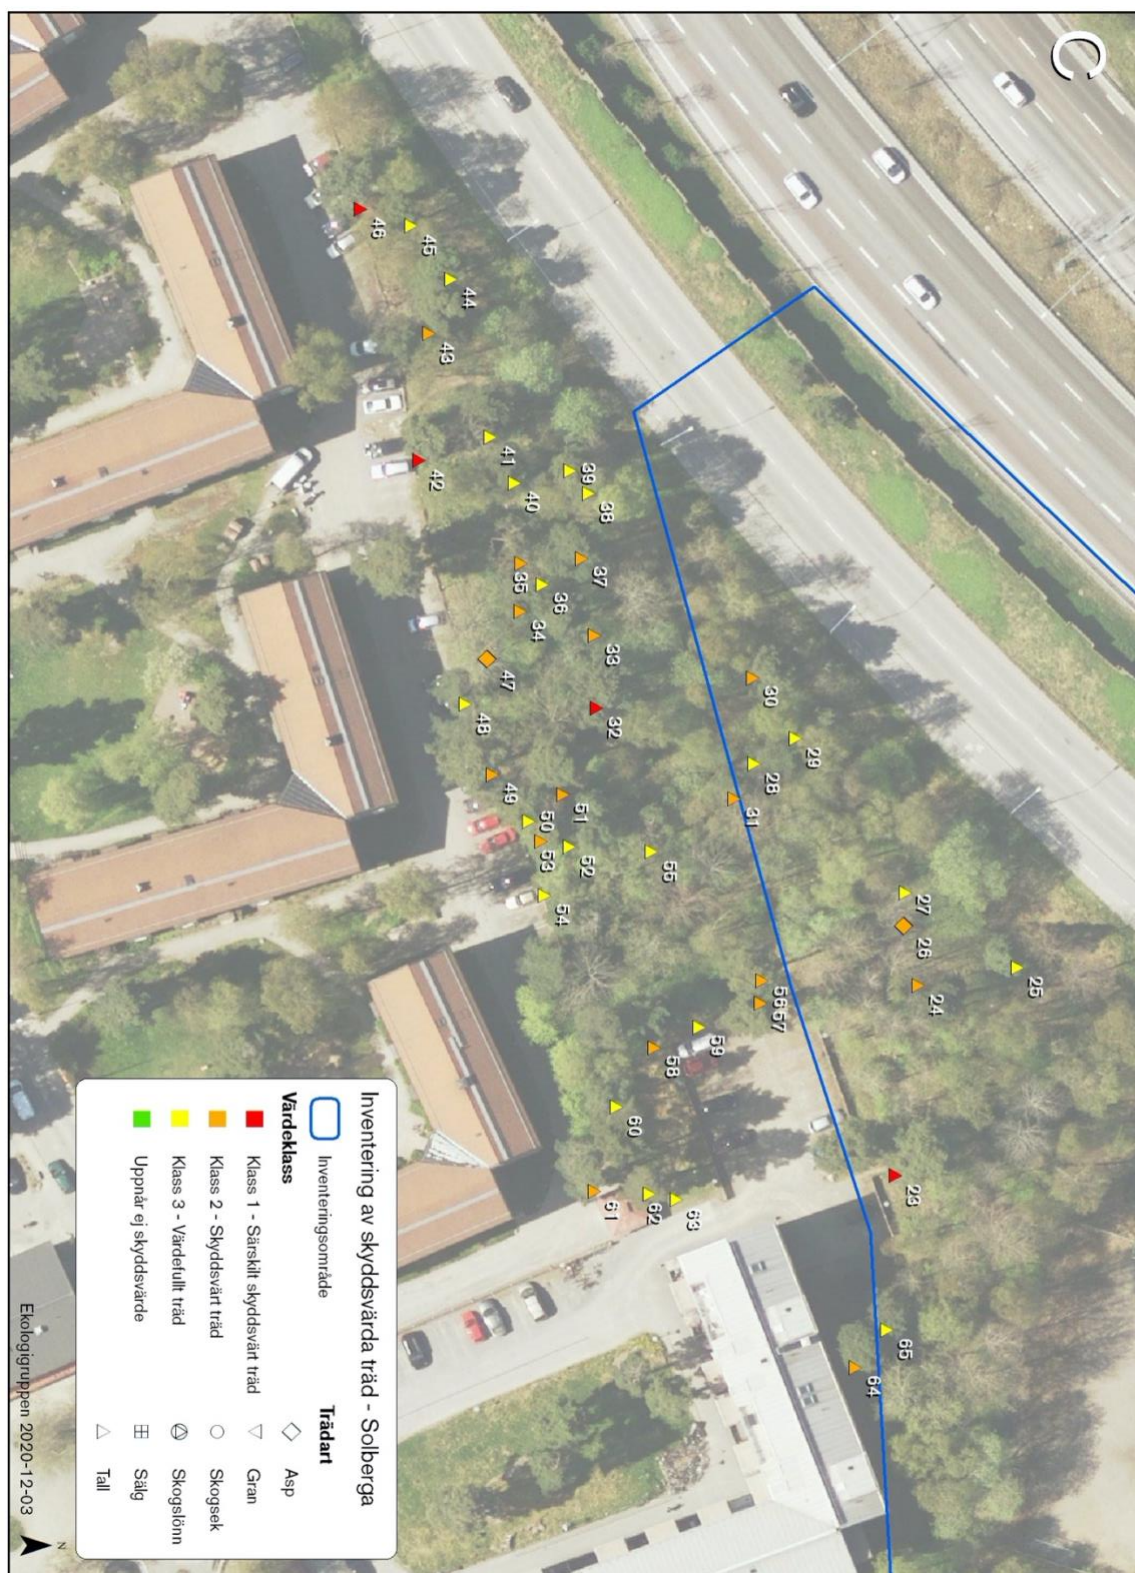 C
46
45
44
43
42
41
40
39
38
37
35
36
34
33
47
48
32
30
29
28
31
49
51
50
53
52
55
54
27
26
25
24
56
57
59
58
60
61
62
63
23
65
64
Inventering av skyddsvärda träd - Solberga
Inventeringsområde
Värdeklass
Klass 1 - Särskilt skyddsvärt träd
Klass 2 - Skyddsvärt träd
Klass 3 - Värdefullt träd
Uppnår ej skyddsvärde
Trädart
Asp
Gran
Skogsek
Skogslönn
Sälg
Tall
Ekologigruppen 2020-12-03
N